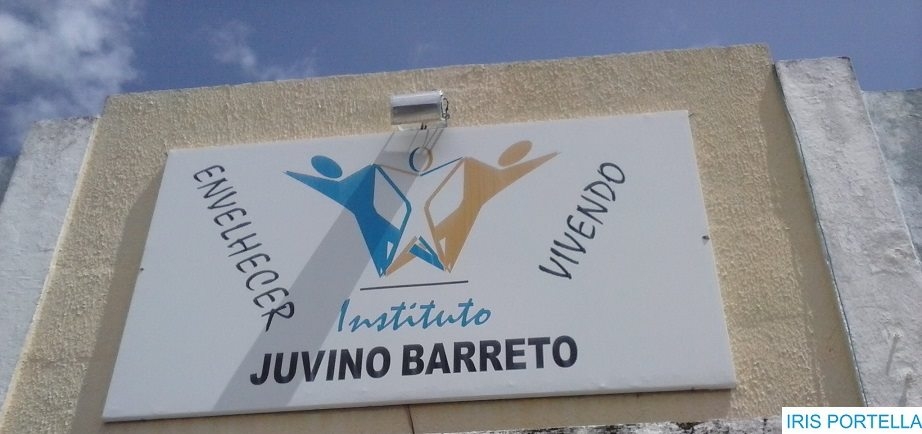 ENVELHECER
VIVENDO
Instituto
JUVINO BARRETO
IRIS PORTELLA